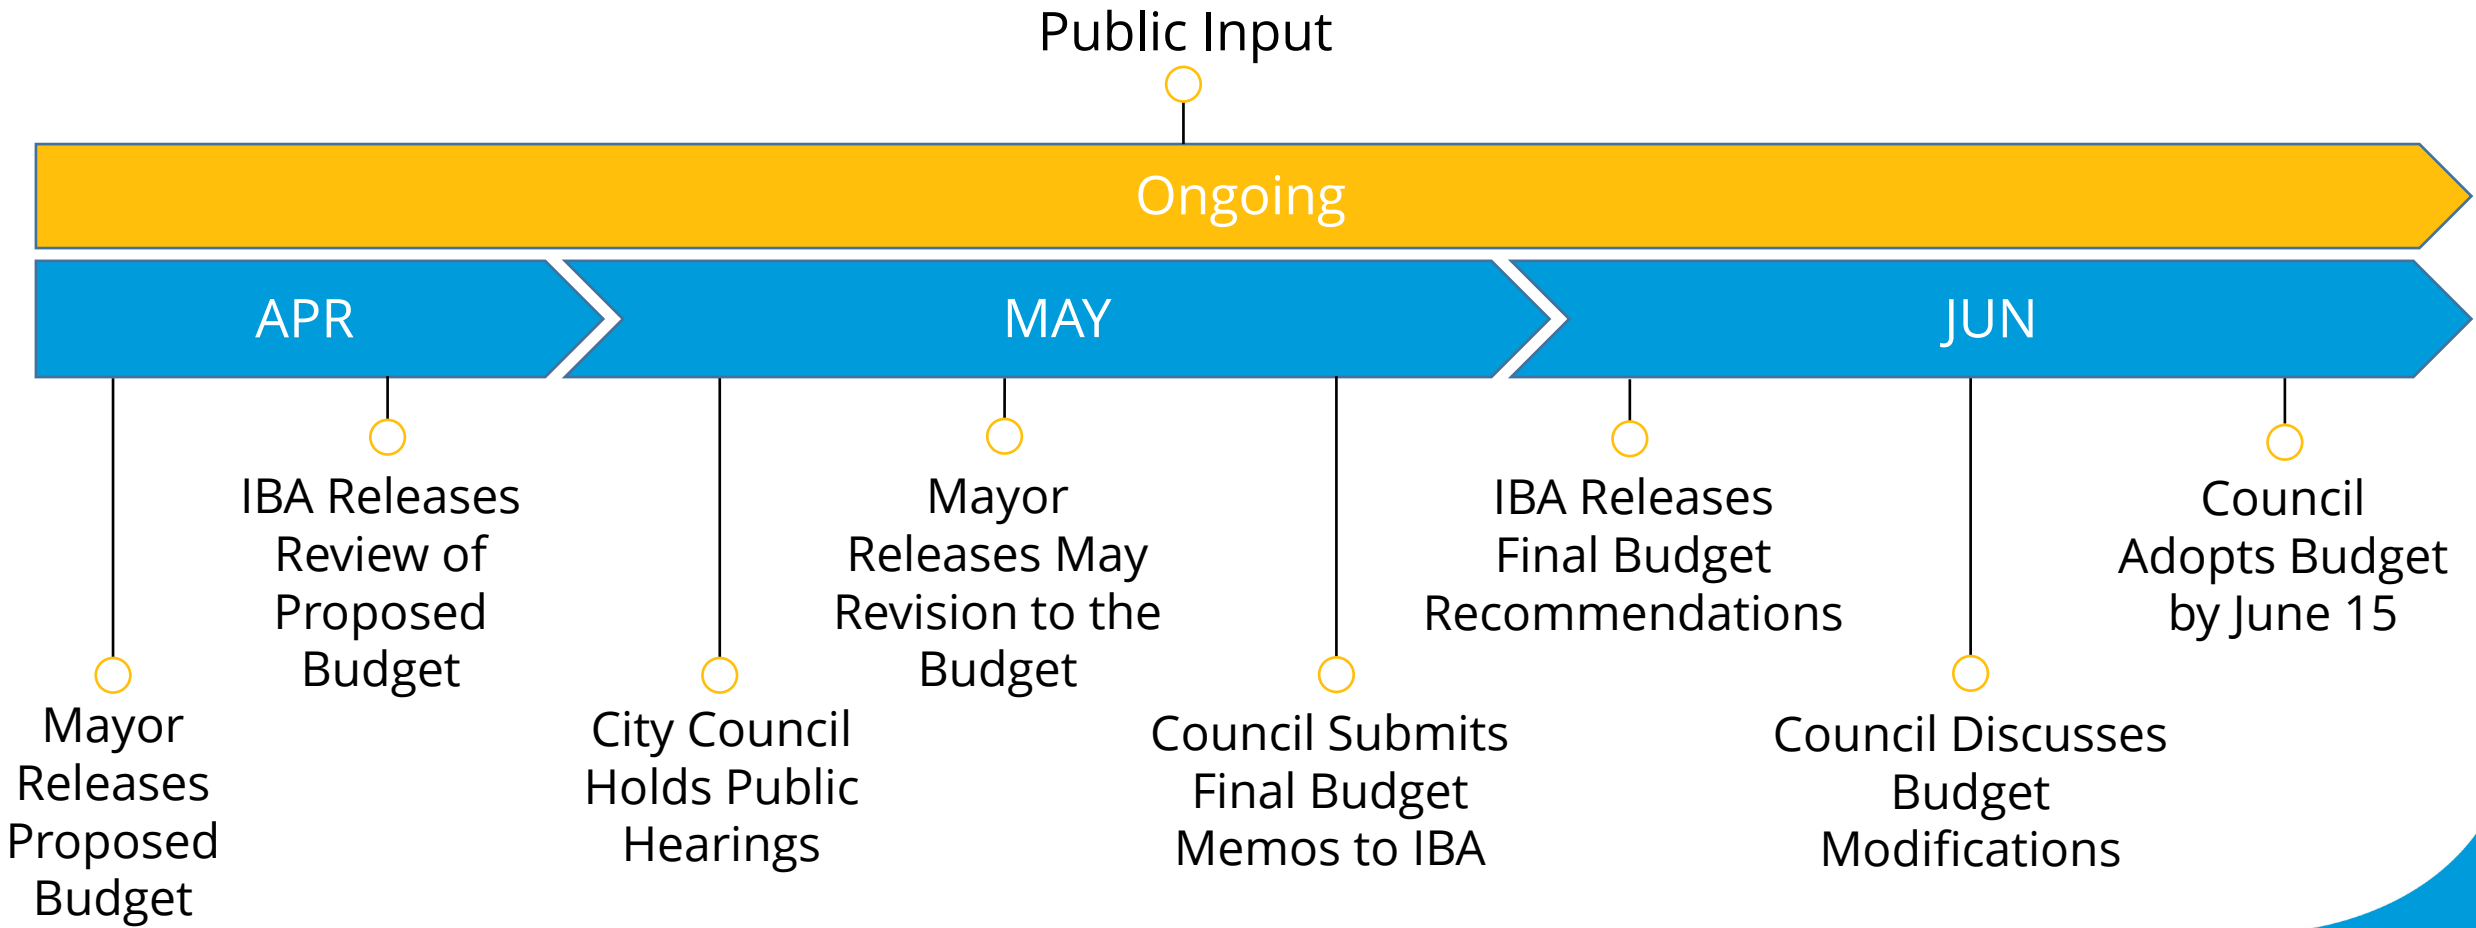 Public Input
Ongoing
APR
MAY
JUN
Mayor
Releases
Proposed
Budget
IBA Releases
Review of
Proposed
Budget
City Council
Holds Public
Hearings
Mayor
Releases May
Revision to the
Budget
Council Submits
Final Budget
Memos to IBA
IBA Releases
Final Budget
Recommendations
Council Discusses
Budget
Modifications
Council
Adopts Budget
by June 15